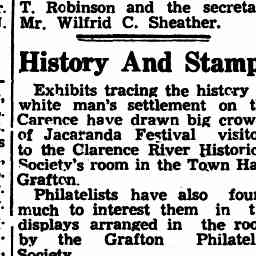 T. Robinson and the secreta
Mr. Wilfrid C. Sheather.
History And Stamp
Exhibits tracing the history
white man's settlement on t
Carence have drawn big crow
of Jacaranda Festival visito
to the Clarence River Historic
Society's room in the Town Ha
Grafton.
Philatelists have also four
much to interest them in t
displays arranged in the roo
by the Grafton Philatel
Society